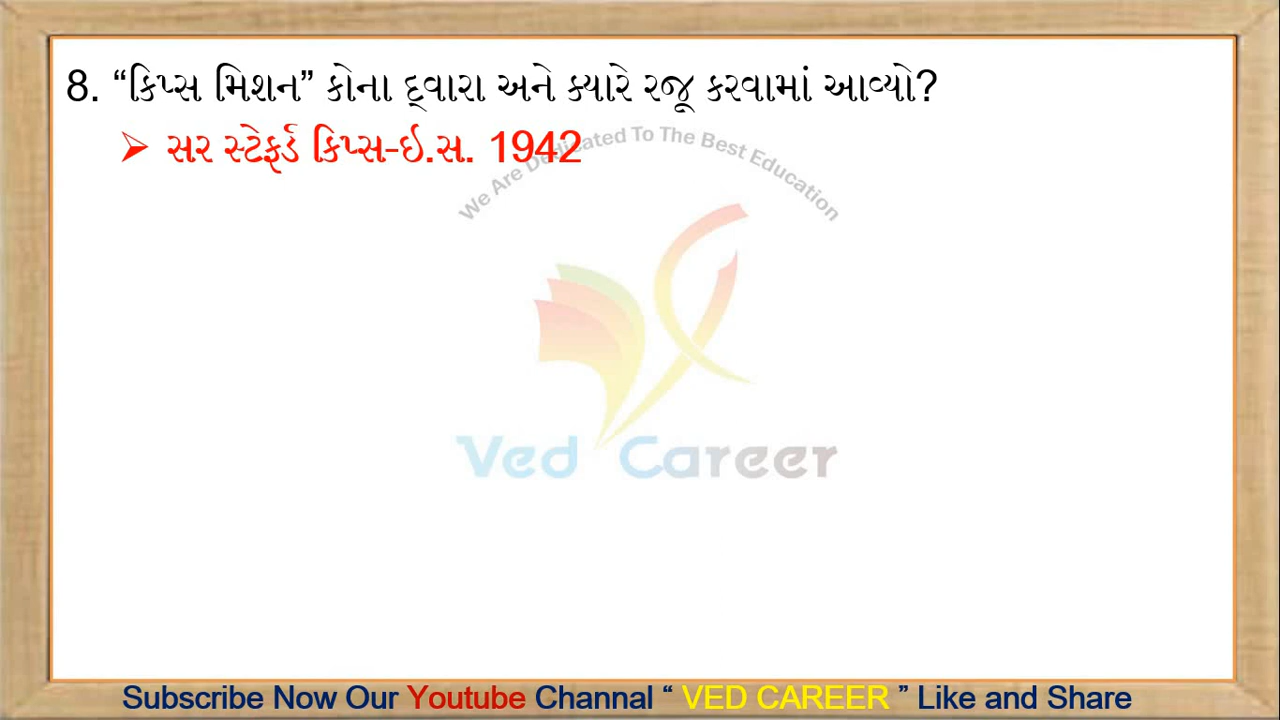 8. “કિપ્સ મિશન” કોના દ્વારા અને ક્યારે રજૂ કરવામાં આવ્યો?
➢ સર સ્ટેફર્ડ કિપ્સ-ઇ.સ. 1942
We Are Dedicated To The Best Education
Ved Career
Subscribe Now Our Youtube Channal “ VED CAREER ” Like and Share